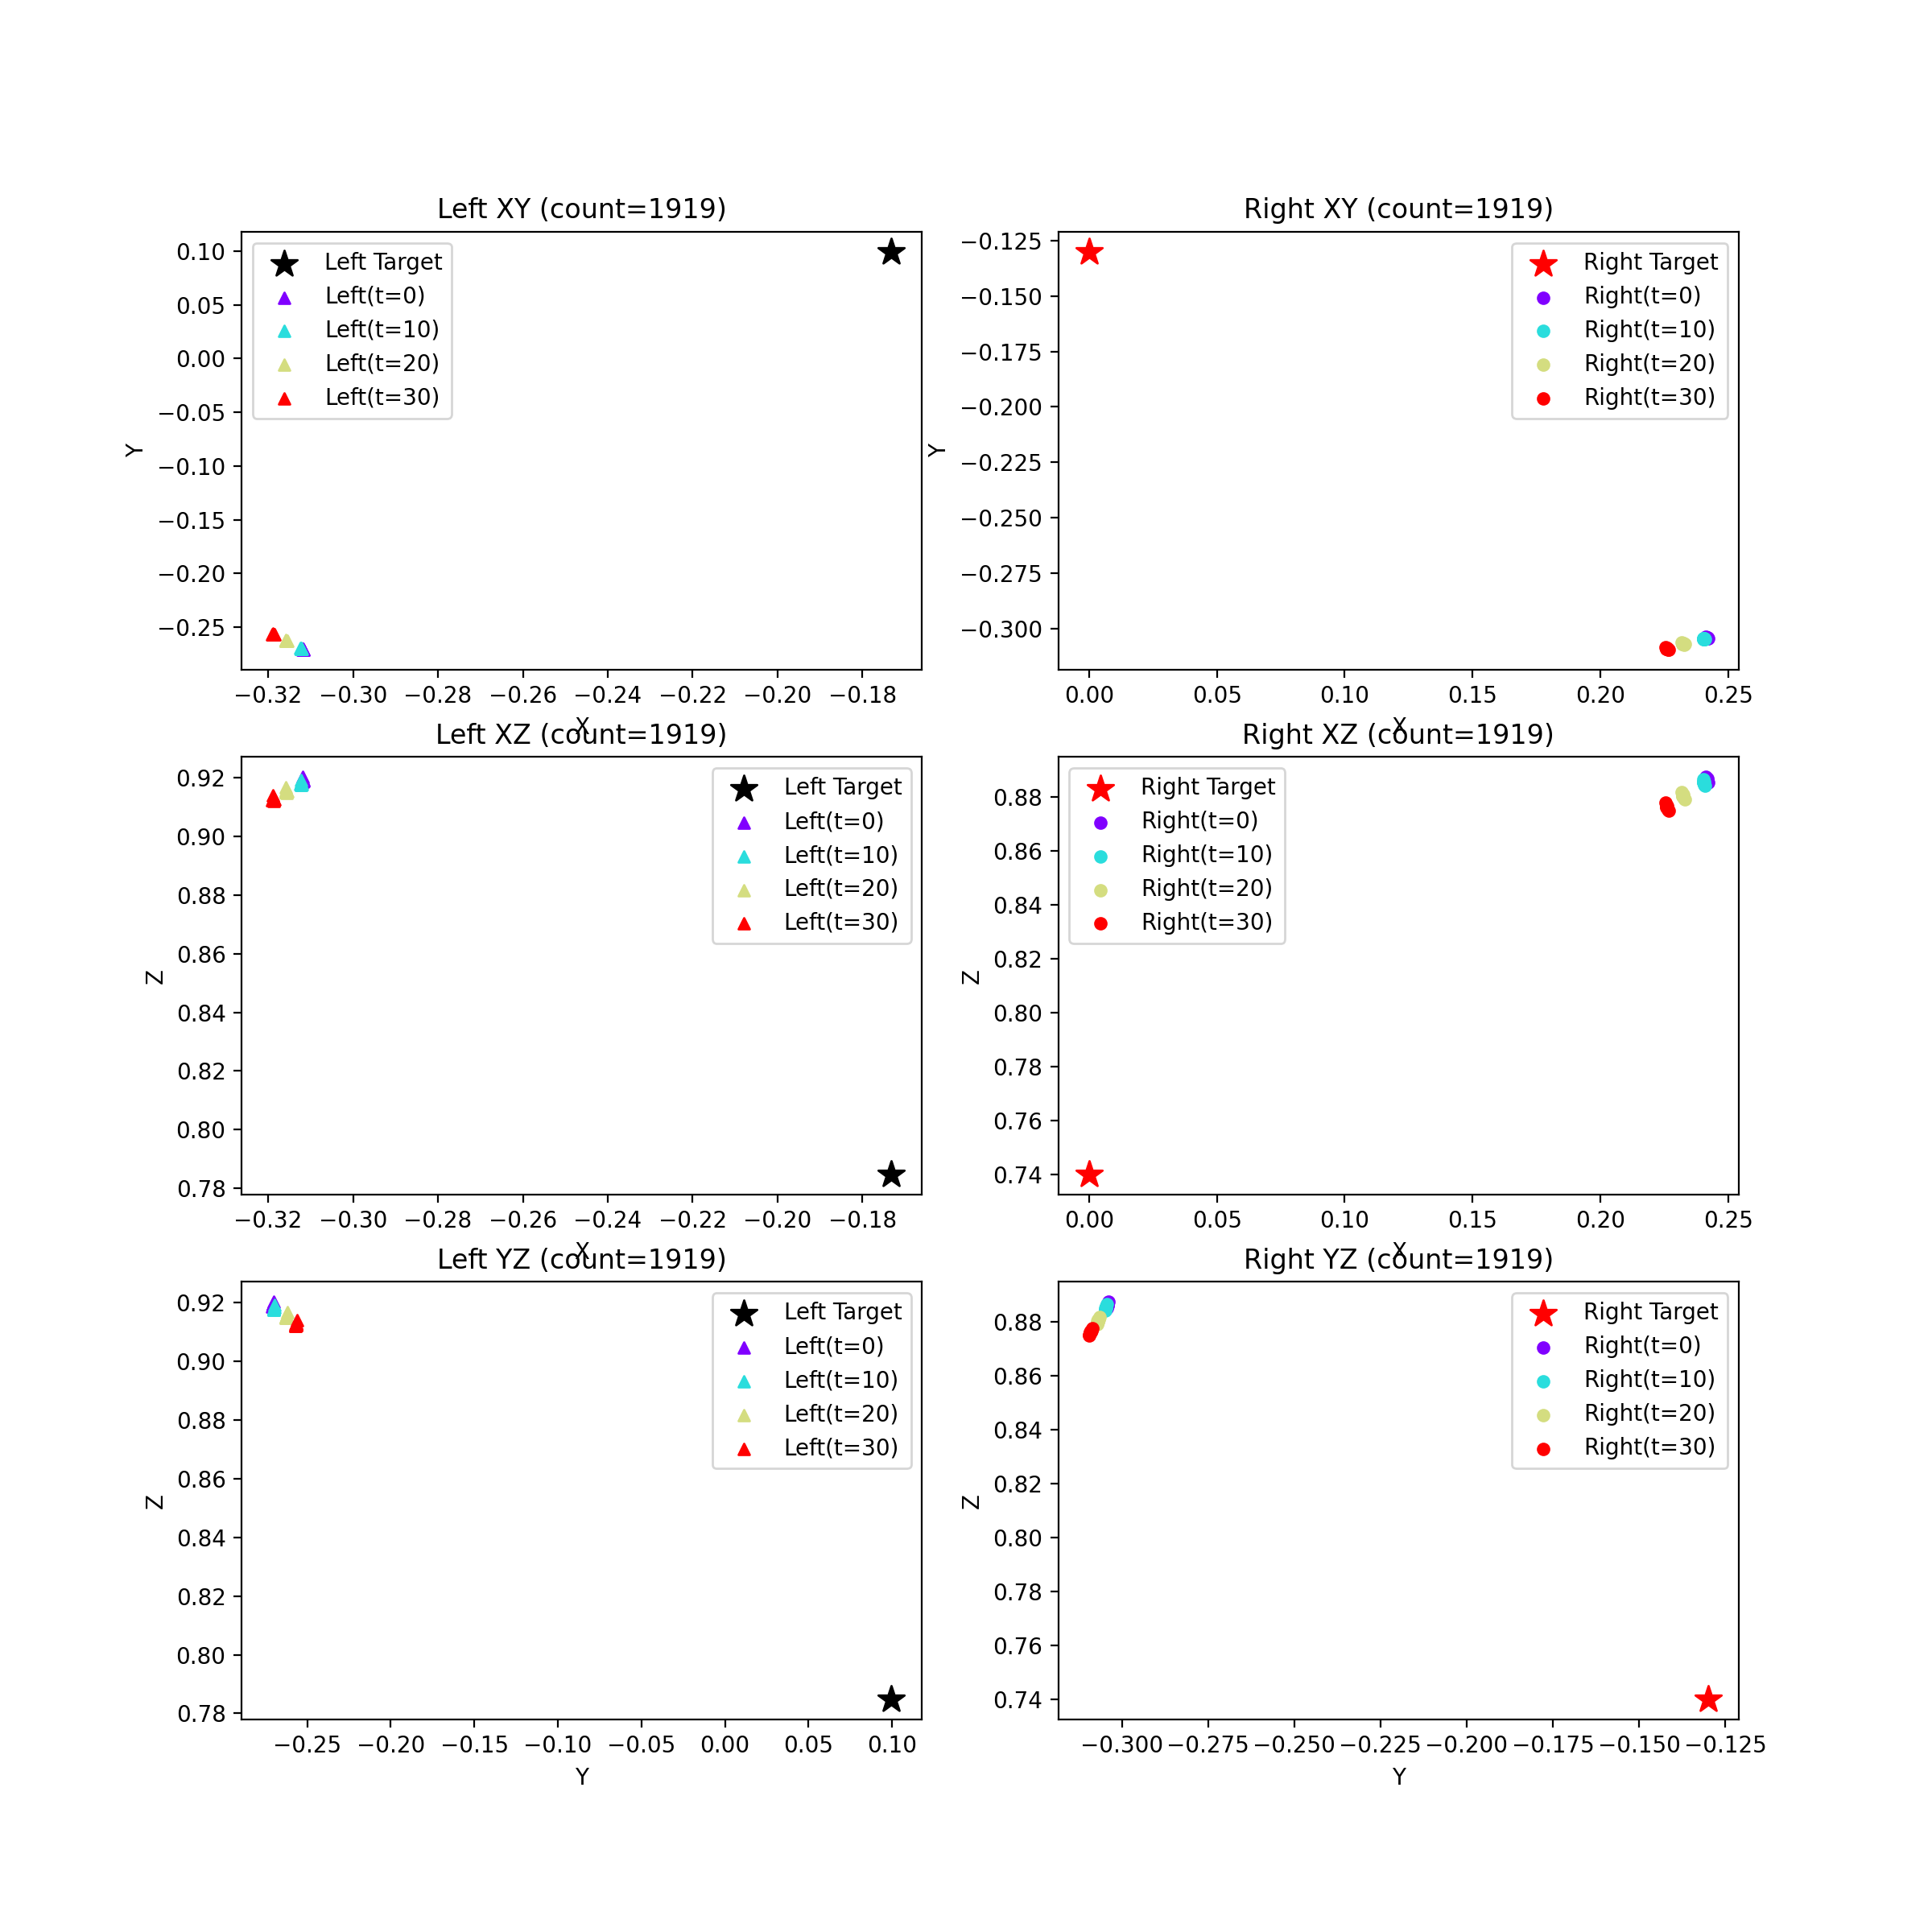 Left XY (count=1919)
0.10
0.05
0.00
−0.05
−0.10
−0.15
−0.20
−0.25
Y
Left Target
Left(t=0)
Left(t=10)
Left(t=20)
Left(t=30)
−0.32 −0.30 −0.28 −0.26 −0.24 −0.22 −0.20 −0.18
X
Right XY (count=1919)
−0.125
−0.150
−0.175
−0.200
−0.225
−0.250
−0.275
−0.300
Y
Right Target
Right(t=0)
Right(t=10)
Right(t=20)
Right(t=30)
0.00 0.05 0.10 0.15 0.20 0.25
X
Left XZ (count=1919)
0.92
0.90
0.88
0.86
0.84
0.82
0.80
0.78
Z
Left Target
Left(t=0)
Left(t=10)
Left(t=20)
Left(t=30)
−0.32 −0.30 −0.28 −0.26 −0.24 −0.22 −0.20 −0.18
X
Right XZ (count=1919)
0.88
0.86
0.84
0.82
0.80
0.78
0.76
0.74
Z
Right Target
Right(t=0)
Right(t=10)
Right(t=20)
Right(t=30)
0.00 0.05 0.10 0.15 0.20 0.25
X
Left YZ (count=1919)
0.92
0.90
0.88
0.86
0.84
0.82
0.80
0.78
Z
Left Target
Left(t=0)
Left(t=10)
Left(t=20)
Left(t=30)
−0.25 −0.20 −0.15 −0.10 −0.05 0.00 0.05 0.10
Y
Right YZ (count=1919)
0.88
0.86
0.84
0.82
0.80
0.78
0.76
0.74
Z
Right Target
Right(t=0)
Right(t=10)
Right(t=20)
Right(t=30)
−0.300 −0.275 −0.250 −0.225 −0.200 −0.175 −0.150 −0.125
Y